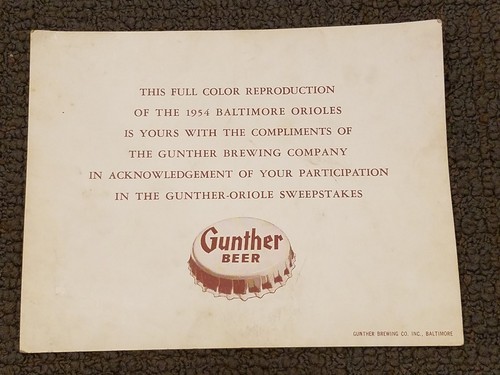 THIS FULL COLOR REPRODUCTION
OF THE 1954 BALTIMORE ORIOLES
IS YOURS WITH THE COMPLIMENTS OF
THE GUNTHER BREWING COMPANY
IN ACKNOWLEDGEMENT OF YOUR PARTICIPATION
IN THE GUNTHER-ORIOLE SWEEPSTAKES
Gunther
BEER
GUNTHER BREWING CO. INC., BALTIMORE